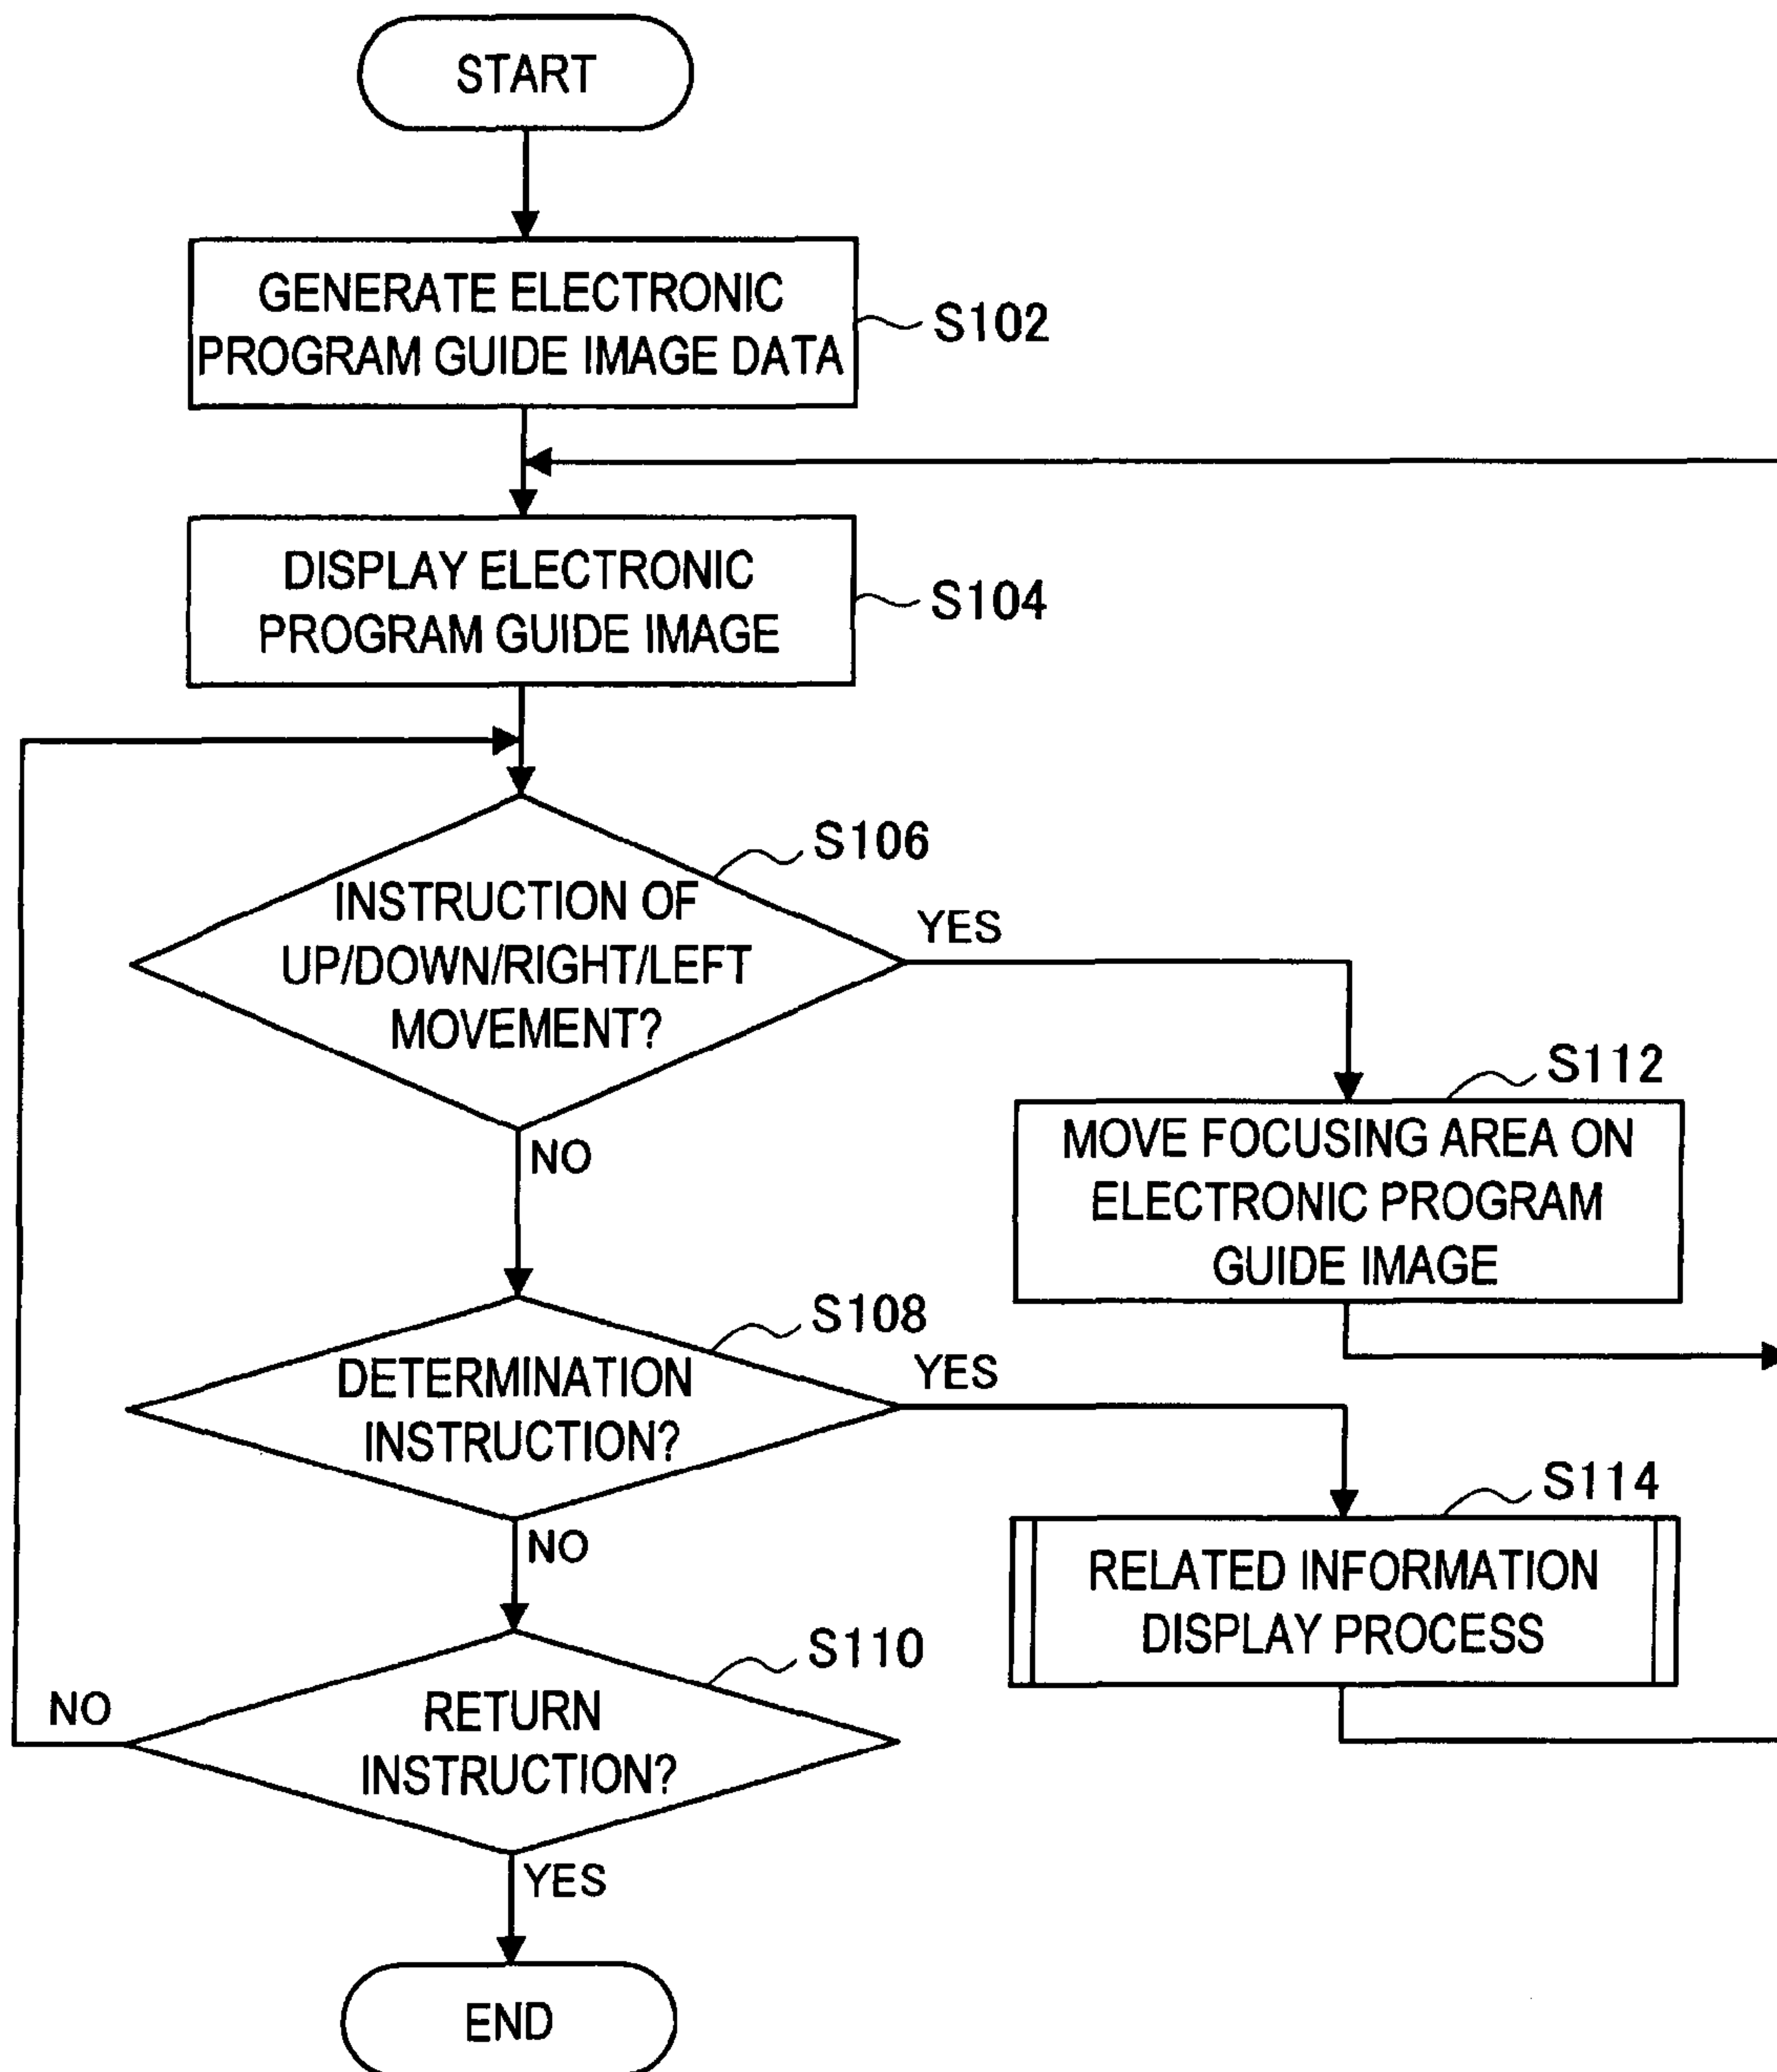 START
GENERATE ELECTRONIC
PROGRAM GUIDE IMAGE DATA
S102
DISPLAY ELECTRONIC
PROGRAM GUIDE IMAGE
S104
S106
INSTRUCTION OF
UP/DOWN/RIGHT/LEFT
MOVEMENT?
YES
NO
S112
MOVE FOCUSING AREA ON
ELECTRONIC PROGRAM
GUIDE IMAGE
S108
DETERMINATION
INSTRUCTION?
YES
NO
S114
RELATED INFORMATION
DISPLAY PROCESS
S110
RETURN
INSTRUCTION?
NO
YES
END